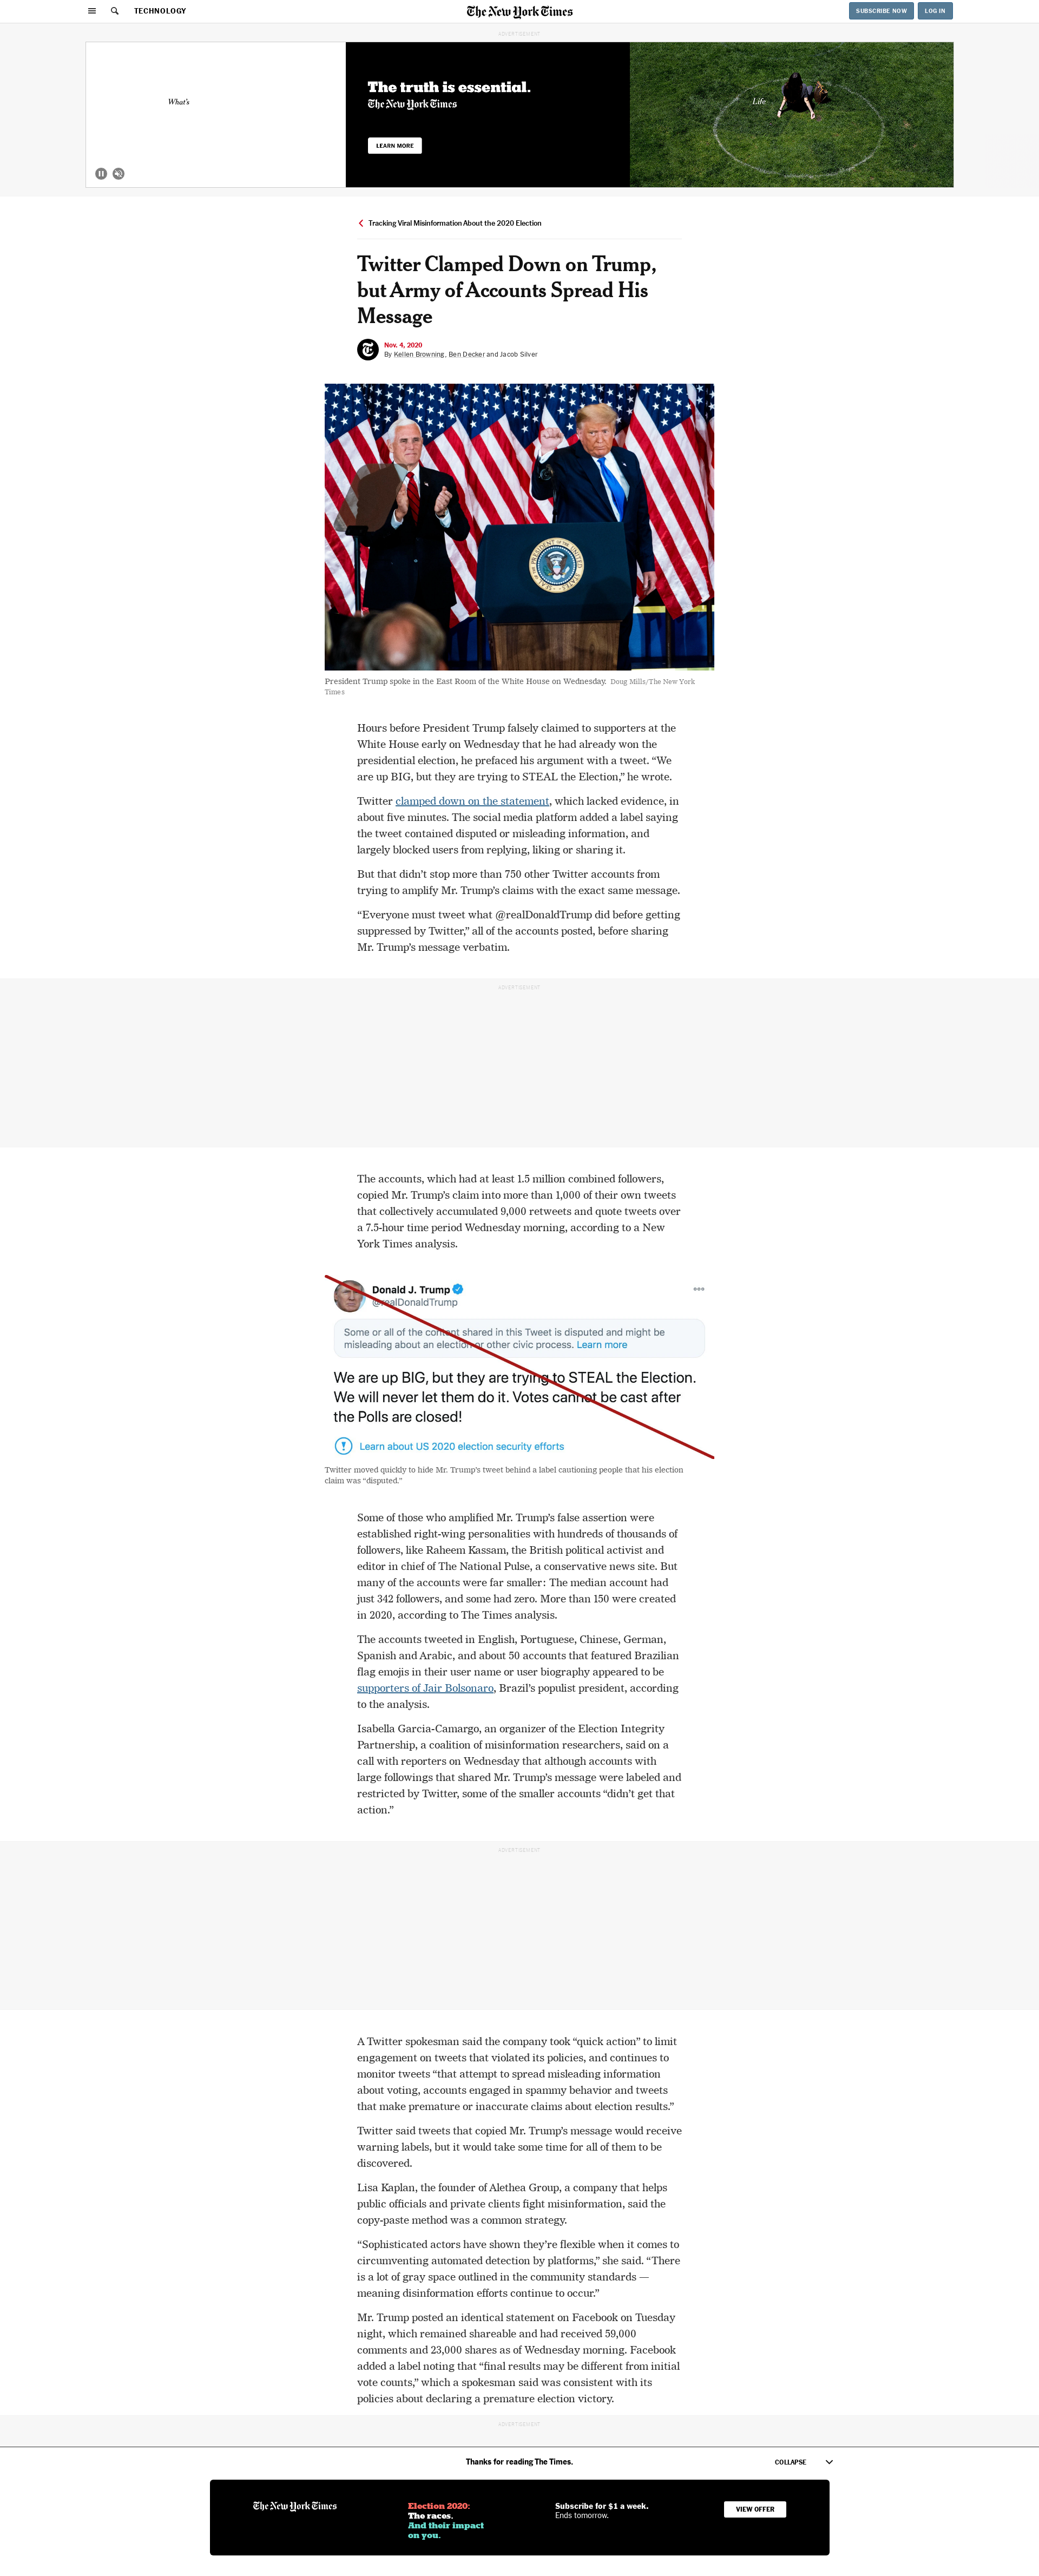 TECHNOLOGY
The New York Times
SUBSCRIBE NOW
LOG IN
ADVERTISEMENT
What's
The truth is essential.
The New York Times
LEARN MORE
Life
Tracking Viral Misinformation About the 2020 Election
Twitter Clamped Down on Trump,
but Army of Accounts Spread His
Message
Nov. 4, 2020
By Kellen Browning, Ben Decker and Jacob Silver
President Trump spoke in the East Room of the White House on Wednesday. Doug Mills/The New York
Times
Hours before President Trump falsely claimed to supporters at the
White House early on Wednesday that he had already won the
presidential election, he prefaced his argument with a tweet. “We
are up BIG, but they are trying to STEAL the Election,” he wrote.
Twitter clamped down on the statement, which lacked evidence, in
about five minutes. The social media platform added a label saying
the tweet contained disputed or misleading information, and
largely blocked users from replying, liking or sharing it.
But that didn’t stop more than 750 other Twitter accounts from
trying to amplify Mr. Trump’s claims with the exact same message.
“Everyone must tweet what @realDonaldTrump did before getting
suppressed by Twitter,” all of the accounts posted, before sharing
Mr. Trump’s message verbatim.
ADVERTISEMENT
The accounts, which had at least 1.5 million combined followers,
copied Mr. Trump’s claim into more than 1,000 of their own tweets
that collectively accumulated 9,000 retweets and quote tweets over
a 7.5-hour time period Wednesday morning, according to a New
York Times analysis.
Donald J. Trump
@realDonaldTrump
Some or all of the content shared in this Tweet is disputed and might be
misleading about an election or other civic process. Learn more
We are up BIG, but they are trying to STEAL the Election.
We will never let them do it. Votes cannot be cast after
the Polls are closed!
Learn about US 2020 election security efforts
Twitter moved quickly to hide Mr. Trump’s tweet behind a label cautioning people that his election
claim was “disputed.”
Some of those who amplified Mr. Trump’s false assertion were
established right-wing personalities with hundreds of thousands of
followers, like Raheem Kassam, the British political activist and
editor in chief of The National Pulse, a conservative news site. But
many of the accounts were far smaller: The median account had
just 342 followers, and some had zero. More than 150 were created
in 2020, according to The Times analysis.
The accounts tweeted in English, Portuguese, Chinese, German,
Spanish and Arabic, and about 50 accounts that featured Brazilian
flag emojis in their user name or user biography appeared to be
supporters of Jair Bolsonaro, Brazil’s populist president, according
to the analysis.
Isabella Garcia-Camargo, an organizer of the Election Integrity
Partnership, a coalition of misinformation researchers, said on a
call with reporters on Wednesday that although accounts with
large followings that shared Mr. Trump’s message were labeled and
restricted by Twitter, some of the smaller accounts “didn’t get that
action.”
ADVERTISEMENT
A Twitter spokesman said the company took “quick action” to limit
engagement on tweets that violated its policies, and continues to
monitor tweets “that attempt to spread misleading information
about voting, accounts engaged in spammy behavior and tweets
that make premature or inaccurate claims about election results.”
Twitter said tweets that copied Mr. Trump’s message would receive
warning labels, but it would take some time for all of them to be
discovered.
Lisa Kaplan, the founder of Alethea Group, a company that helps
public officials and private clients fight misinformation, said the
copy-paste method was a common strategy.
“Sophisticated actors have shown they’re flexible when it comes to
circumventing automated detection by platforms,” she said. “There
is a lot of gray space outlined in the community standards —
meaning disinformation efforts continue to occur.”
Mr. Trump posted an identical statement on Facebook on Tuesday
night, which remained shareable and had received 59,000
comments and 23,000 shares as of Wednesday morning. Facebook
added a label noting that “final results may be different from initial
vote counts,” which a spokesman said was consistent with its
policies about declaring a premature election victory.
ADVERTISEMENT
Thanks for reading The Times.
COLLAPSE
The New York Times
Election 2020:
The races.
And their impact
on you.
Subscribe for $1 a week.
Ends tomorrow.
VIEW OFFER